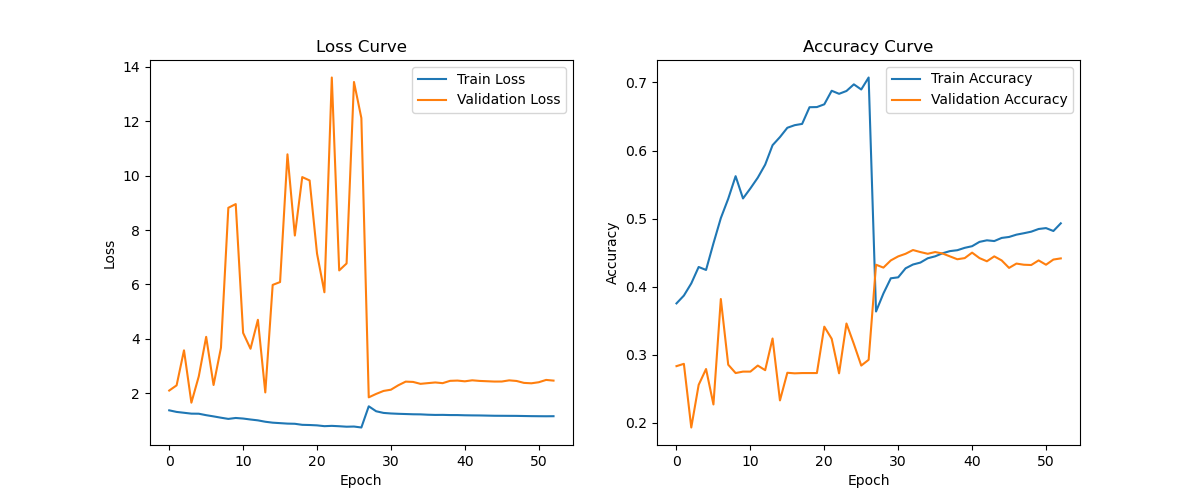 Loss Curve
14
12
10
8
6
4
2
Loss
Train Loss
Validation Loss
0
10
20
30
40
50
Epoch
Accuracy Curve
0.7
0.6
0.5
0.4
0.3
0.2
Accuracy
Train Accuracy
Validation Accuracy
0
10
20
30
40
50
Epoch